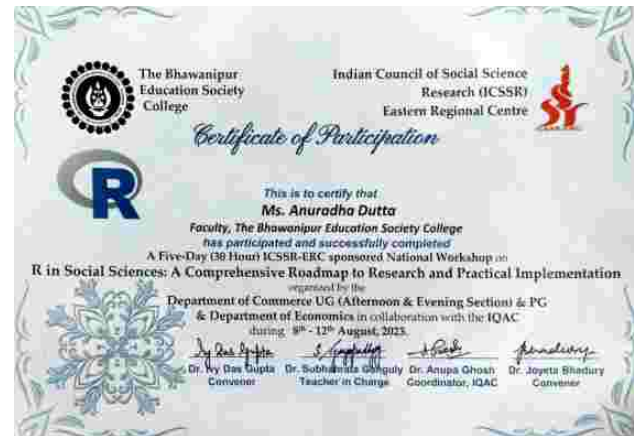 The Bhawanipur
Education Society
College
Indian Council of Social Science
Research (ICSSR)
Eastern Regional Centre
Certificate of Participation
R
This is to certify that
Ms. Anuradha Dutta
Faculty, The Bhawanipur Education Society College
has participated and successfully completed
A Five-Day (30 Hour) ICSSR-ERC sponsored National Workshop on
R in Social Sciences: A Comprehensive Roadmap to Research and Practical Implementation
organized by the
Department of Commerce UG (Afternoon & Evening Section) & PG
& Department of Economics in collaboration with the IQAC
during 8th - 12th August, 2023.
Dr. Ivy Das Gupta
Convener
Dr. Subhabrata Ganguly
Teacher in Charge
Dr. Anupa Ghosh
Coordinator, IQAC
Dr. Joyeta Bhadury
Convener